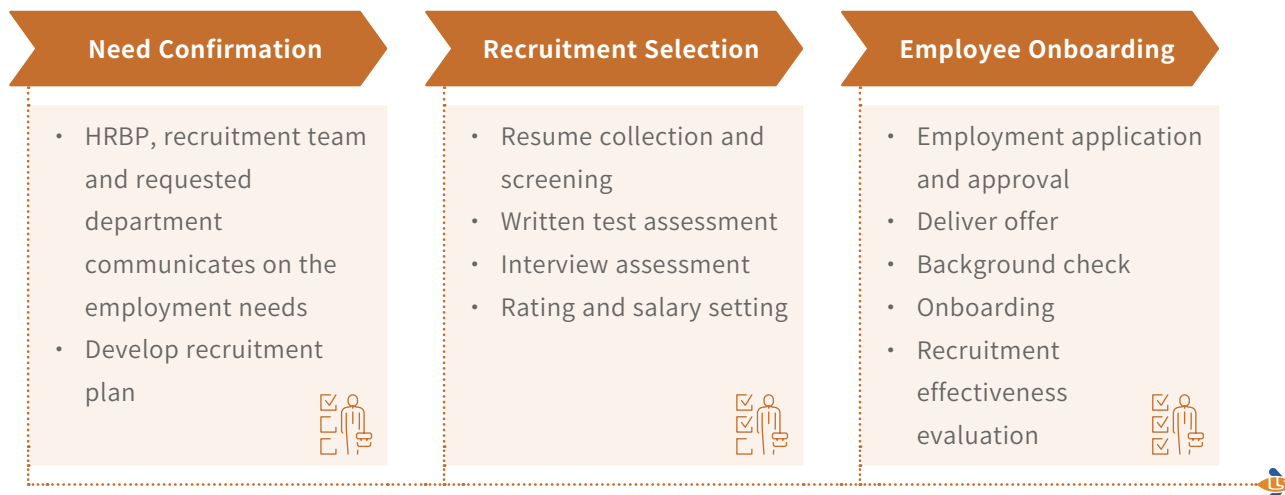 Need Confirmation
• HRBP, recruitment team
and requested
department
communicates on the
employment needs
• Develop recruitment
plan
Recruitment Selection
• Resume collection and
screening
• Written test assessment
• Interview assessment
• Rating and salary setting
Employee Onboarding
• Employment application
and approval
• Deliver offer
• Background check
• Onboarding
• Recruitment
effectiveness
evaluation